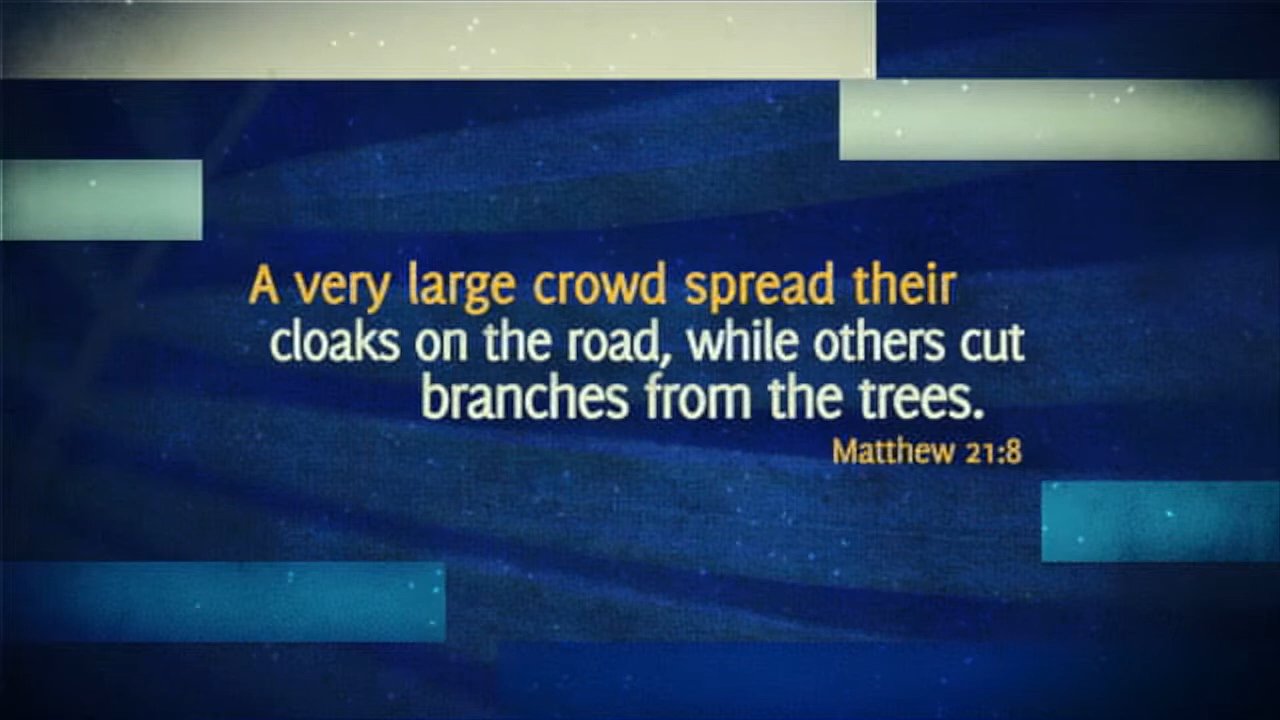 A very large crowd spread their
cloaks on the road, while others cut
branches from the trees.
Matthew 21:8